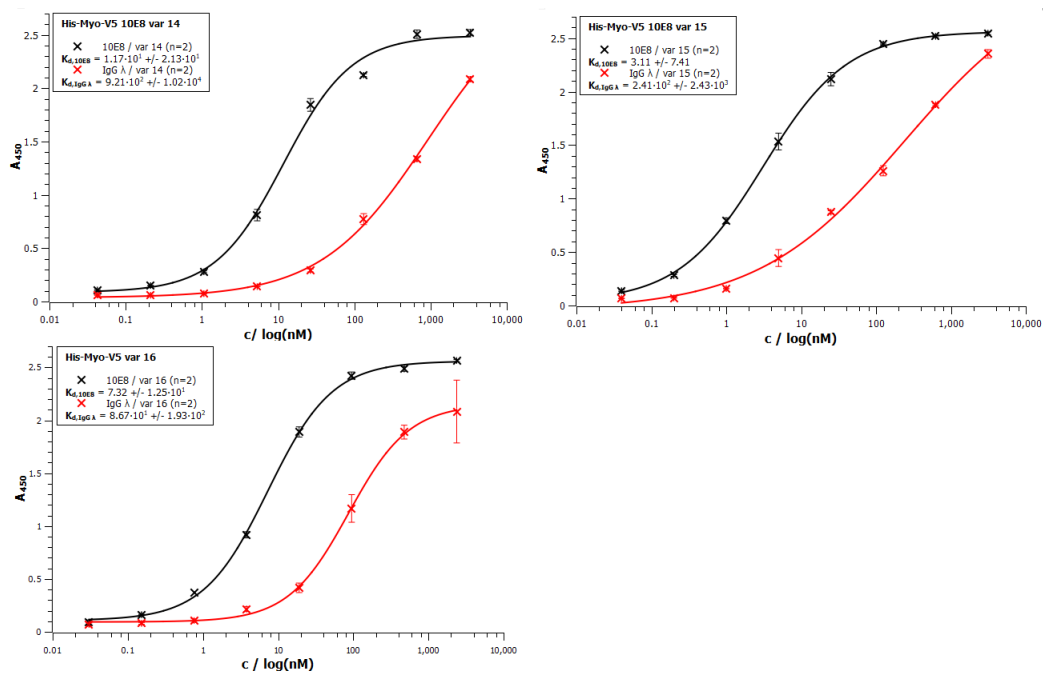 His-Myo-V5 10E8 var 14
10E8 / var 14 (n=2)
Kd,10E8 = 1.17·10¹ +/- 2.13·10¹
IgG λ / var 14 (n=2)
Kd,IgG λ = 9.21·10² +/- 1.02·10⁴
2.5
2
1.5
1
0.5
0
A450
0.01
0.1
1
10
100
1,000
10,000
c/ log(nM)
His-Myo-V5 10E8 var 15
10E8 / var 15 (n=2)
Kd,10E8 = 3.11 +/- 7.41
IgG λ / var 15 (n=2)
Kd,IgG λ = 2.41·10² +/- 2.43·10³
2.5
2
1.5
1
0.5
0
A450
0.01
0.1
1
10
100
1,000
10,000
c / log(nM)
His-Myo-V5 var 16
10E8 / var 16 (n=2)
Kd,10E8 = 7.32 +/- 1.25·10¹
IgG λ / var 16 (n=2)
Kd,IgG λ = 8.67·10¹ +/- 1.93·10²
2.5
2
1.5
1
0.5
0
A450
0.01
0.1
1
10
100
1,000
10,000
c / log(nM)